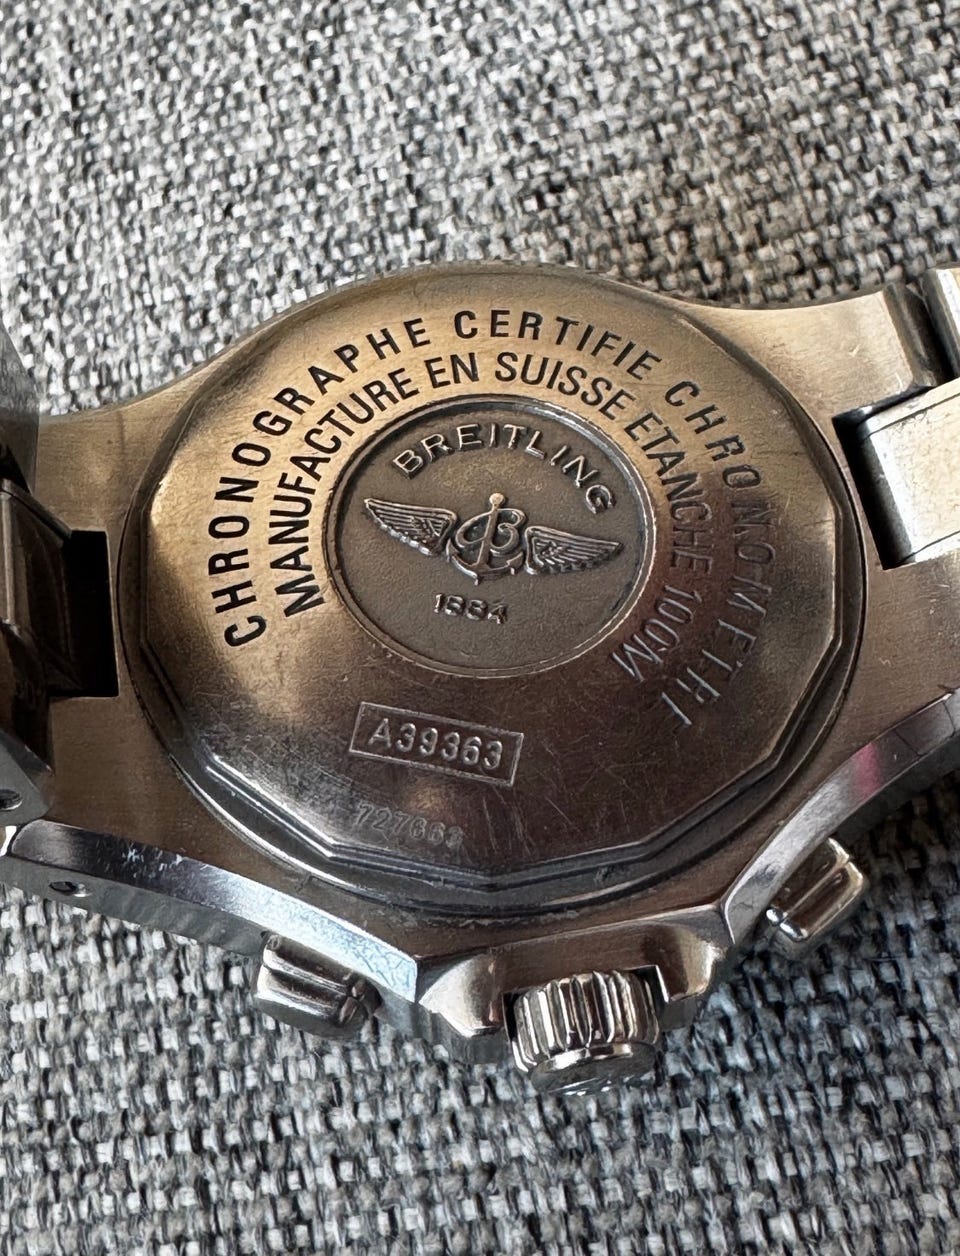 CHRONOGRAPHE CERTIFIE CHRONOMETRE
MANUFACTURE EN SUISSE ETANCHE 100M
BREITLING
1884
A39363